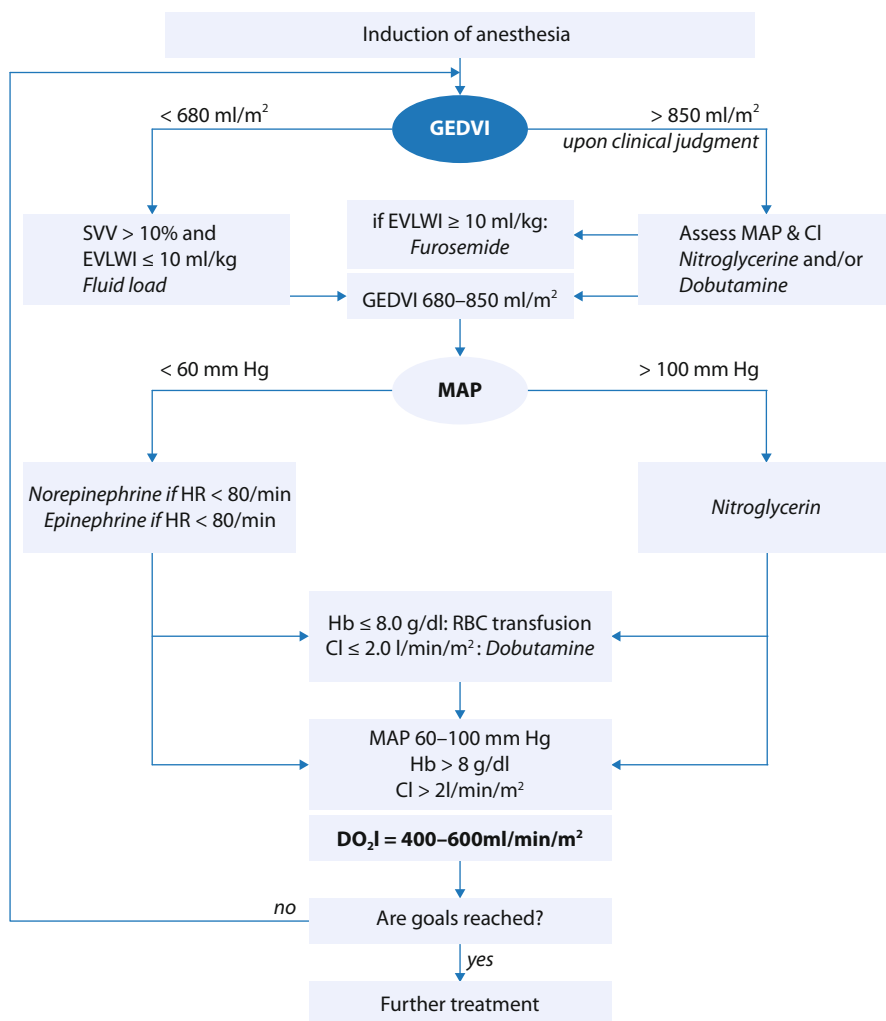 Induction of anesthesia
< 680 ml/m²
GEDVI
> 850 ml/m²
upon clinical judgment
SVV > 10% and
EVLWI ≤ 10 ml/kg
Fluid load
if EVLWI ≥ 10 ml/kg:
Furosemide
Assess MAP & Cl
Nitroglycerine and/or
Dobutamine
GEDVI 680–850 ml/m²
< 60 mm Hg
MAP
> 100 mm Hg
Norepinephrine if HR < 80/min
Epinephrine if HR < 80/min
Nitroglycerin
Hb ≤ 8.0 g/dl: RBC transfusion
Cl ≤ 2.0 l/min/m²: Dobutamine
MAP 60–100 mm Hg
Hb > 8 g/dl
Cl > 2l/min/m²
DO₂l = 400–600ml/min/m²
no
Are goals reached?
yes
Further treatment